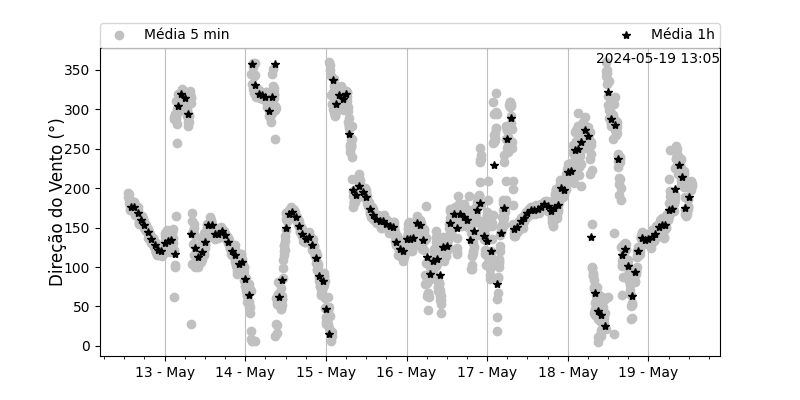 Média 5 min
Média 1h
2024-05-19 13:05
Direção do Vento (°)
350
300
250
200
150
100
50
0
13 - May
14 - May
15 - May
16 - May
17 - May
18 - May
19 - May